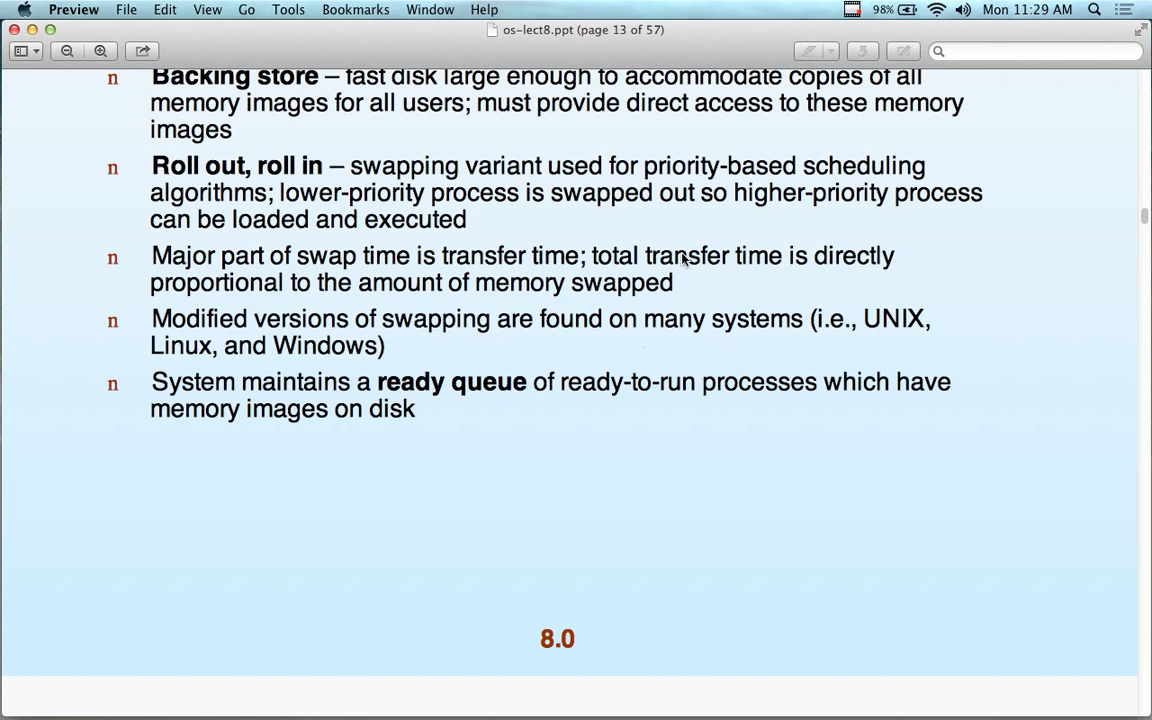 Preview File Edit View Go Tools Bookmarks Window Help 98% Mon 11:29 AM
os-lect8.ppt (page 13 of 57)
n Backing store – fast disk large enough to accommodate copies of all
memory images for all users; must provide direct access to these memory
images
n Roll out, roll in – swapping variant used for priority-based scheduling
algorithms; lower-priority process is swapped out so higher-priority process
can be loaded and executed
n Major part of swap time is transfer time; total transfer time is directly
proportional to the amount of memory swapped
n Modified versions of swapping are found on many systems (i.e., UNIX,
Linux, and Windows)
n System maintains a ready queue of ready-to-run processes which have
memory images on disk
8.0